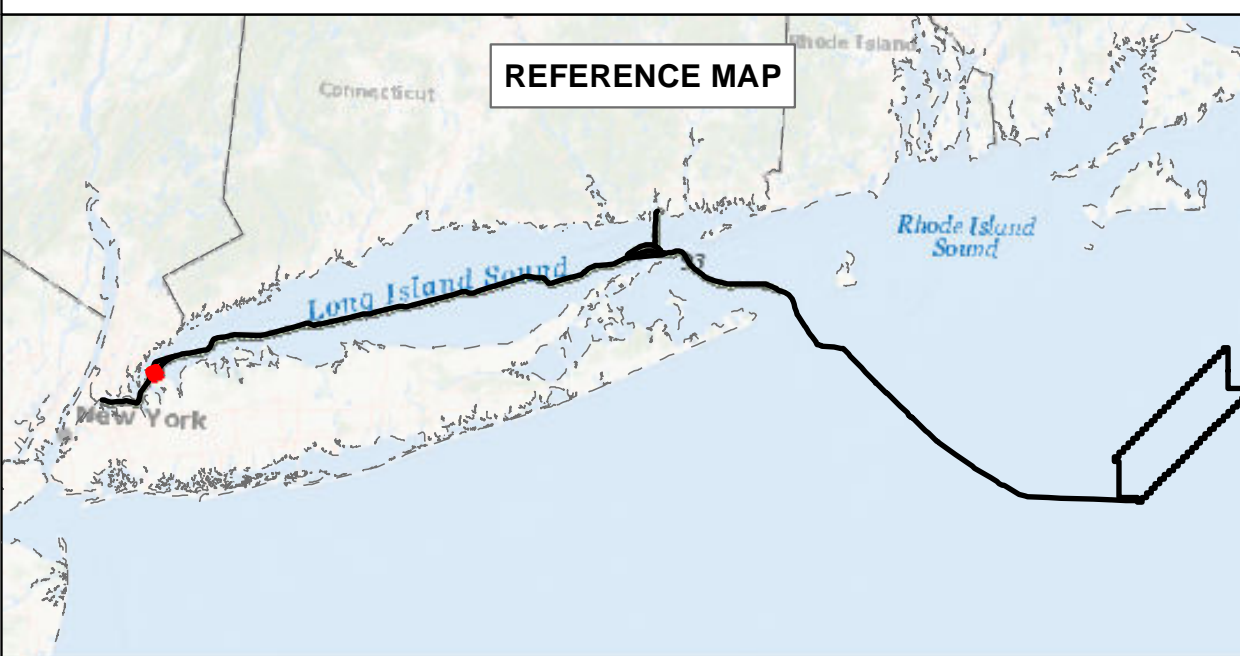 Rhode Island
REFERENCE MAP
Connecticut
Rhode Island
Sound
Long Island Sound
New York